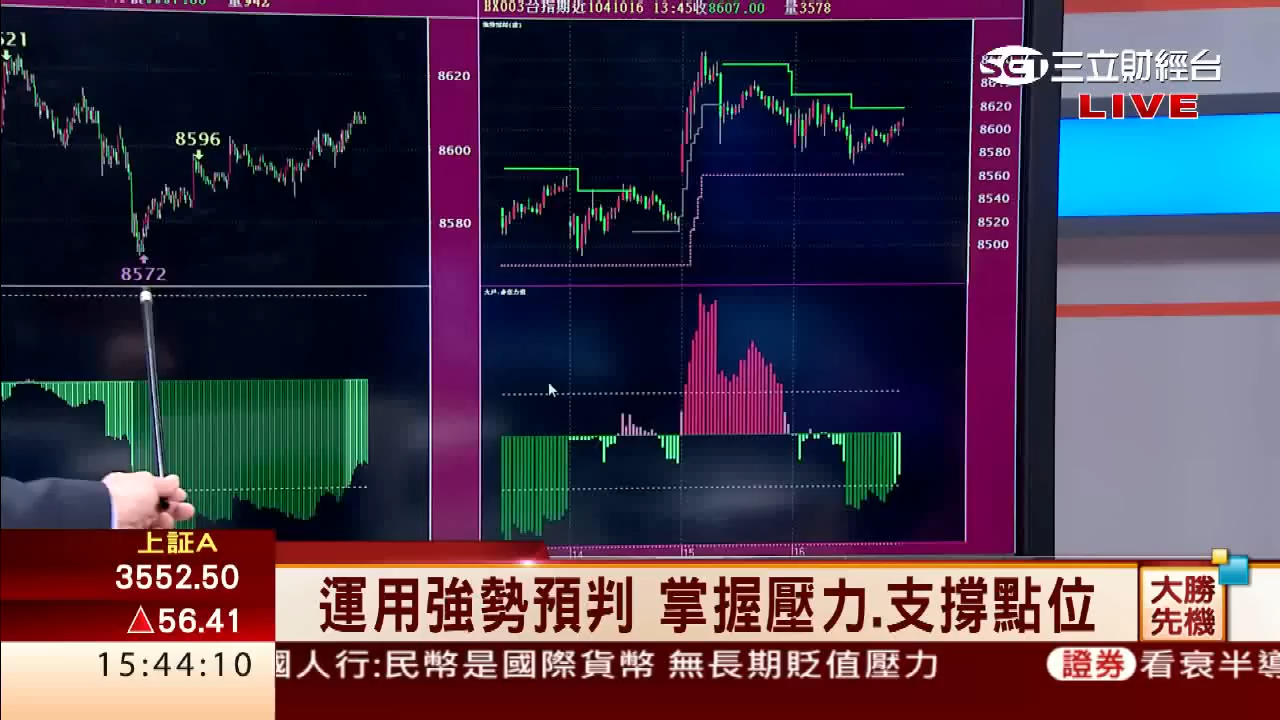 量942
BX003台指期近1041016 13:45收8607.00 量3578
8620
8600
8580
8596
8572
8620
8600
8580
8560
8540
8520
8500
14
15
16
SET三立財經台
LIVE
上証A
3552.50
△56.41
15:44:10
運用強勢預判 掌握壓力.支撐點位
大勝
先機
國人行:民幣是國際貨幣 無長期貶值壓力
證券 看衰半導